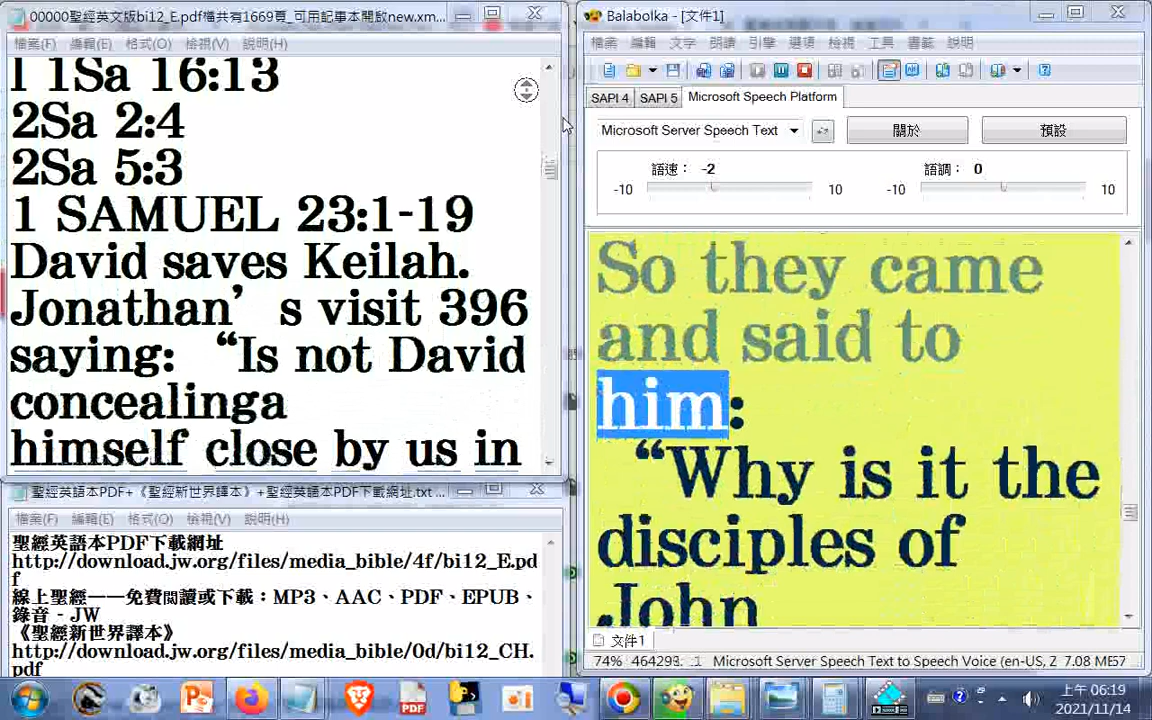 00000聖經英文版bi12_E.pdf檔共有1669頁_可用記事本開啟new.xm...
檔案(F) 編輯(E) 格式(O) 檢視(V) 說明(H)
l 1Sa 16:13
2Sa 2:4
2Sa 5:3
1 SAMUEL 23:1-19
David saves Keilah.
Jonathan’s visit 396
saying: “Is not David
concealinga
himself close by us in
聖經英語本PDF+《聖經新世界譯本》+聖經英語本PDF下載網址.txt ...
檔案(F) 編輯(E) 格式(O) 檢視(V) 說明(H)
聖經英語本PDF下載網址
http://download.jw.org/files/media_bible/4f/bi12_E.pd
f
線上聖經──免費閱讀或下載：MP3、AAC、PDF、EPUB、
錄音 - JW
《聖經新世界譯本》
http://download.jw.org/files/media_bible/0d/bi12_CH.
pdf
Balabolka - [文件1]
檔案 編輯 文字 朗讀 引擎 選項 檢視 工具 書籤 說明
SAPI 4 SAPI 5 Microsoft Speech Platform
Microsoft Server Speech Text 關於 預設
語速： -2 語調： 0
-10 10 -10 10
So they came
and said to
him:
“Why is it the
disciples of
John
文件1
74% Microsoft Server Speech Text to Speech Voice (en-US, Z 7.08 ME
上午 06:19
2021/11/14